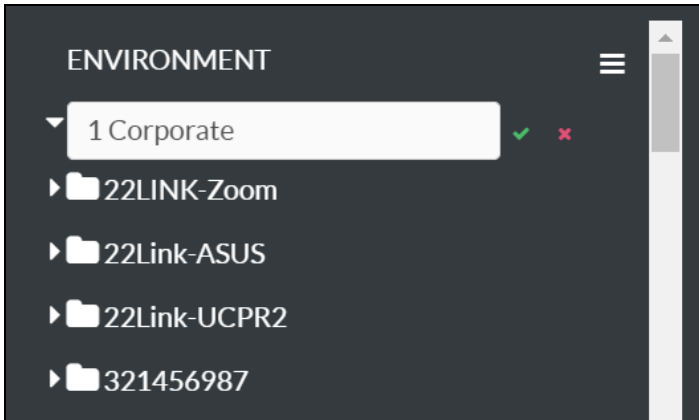 ENVIRONMENT
1 Corporate
22LINK-Zoom
22Link-ASUS
22Link-UCPR2
321456987